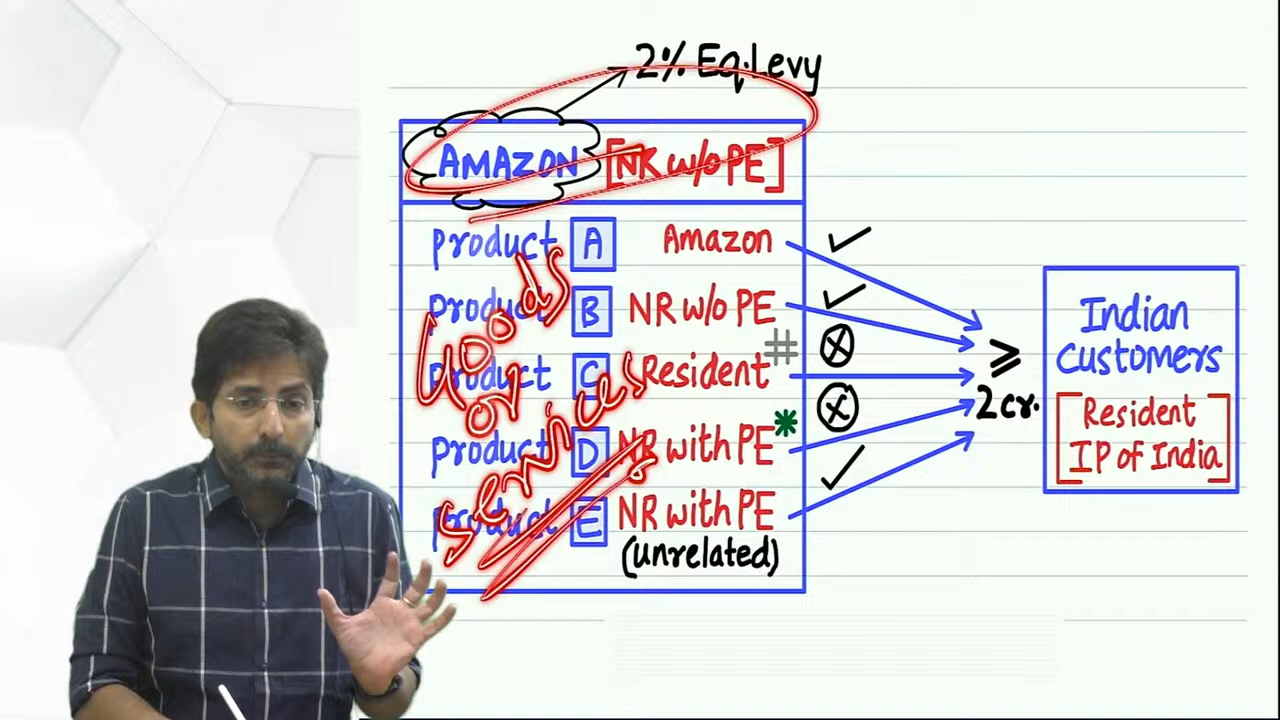 2% Eq.Levy
AMAZON [NR w/o PE]
product A Amazon ✓
product B NR w/o PE ✓
product C Resident # ⊗
product D NR with PE * ⊗
product E NR with PE ✓
(unrelated)
Goods
or
services
≥
2cr.
Indian
Customers
[Resident
IP of India]